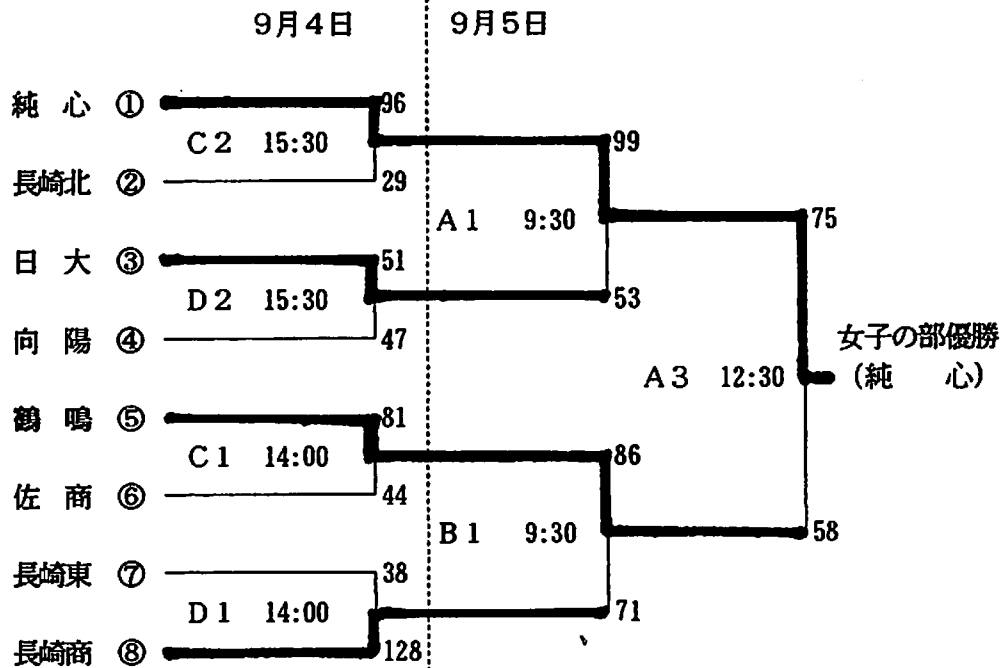 9月4日 9月5日
純 心 ① 96
C2 15:30 99
長崎北 ② 29
A1 9:30 75
日 大 ③ 51
D2 15:30 53
向 陽 ④ 47
女子の部優勝
A3 12:30 (純 心)
鶴 鳴 ⑤ 81
C1 14:00 86
佐 商 ⑥ 44
B1 9:30 58
長崎東 ⑦ 38
D1 14:00 71
長崎商 ⑧ 128